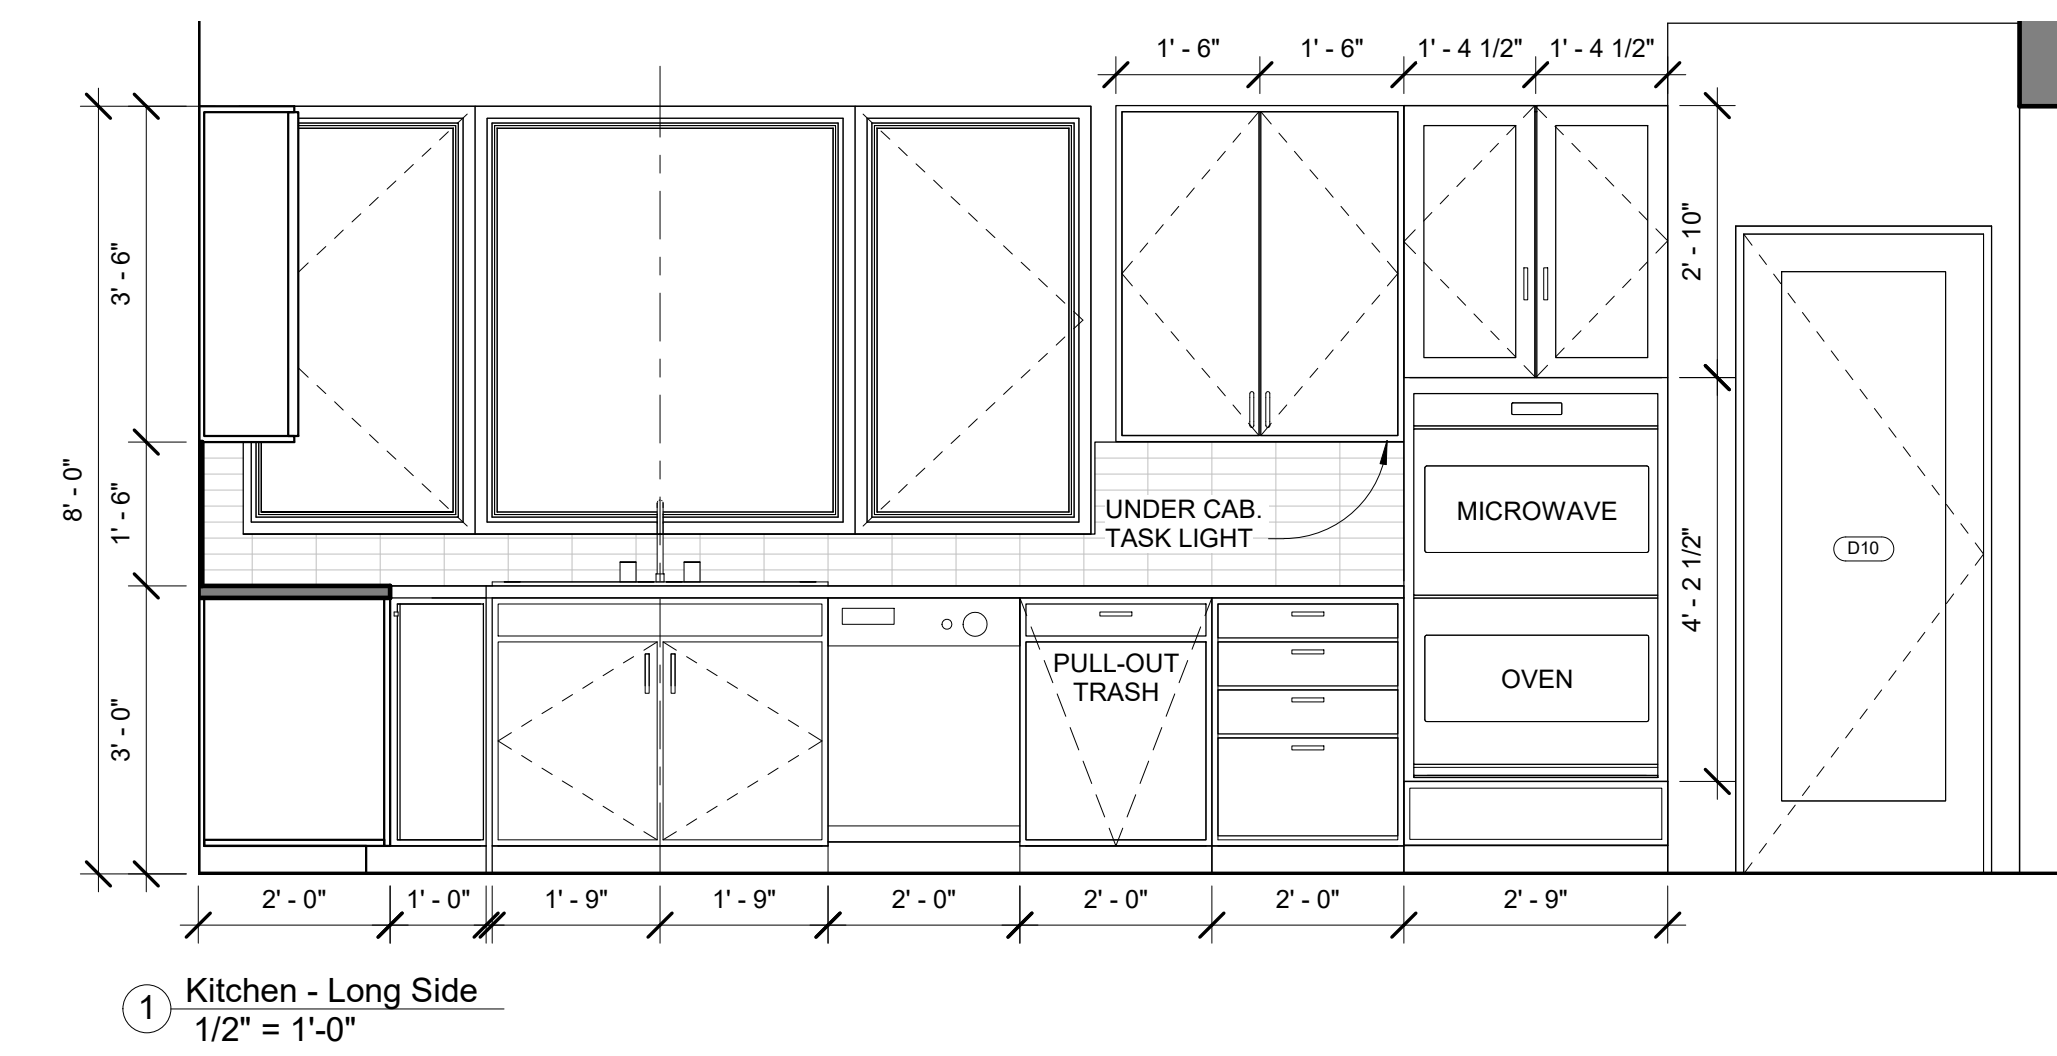 1' - 6" 1' - 6" 1' - 4 1/2" 1' - 4 1/2"
8' - 0"
3' - 6"
1' - 6"
3' - 0"
2' - 10"
4' - 2 1/2"
UNDER CAB.
TASK LIGHT
MICROWAVE
OVEN
D10
PULL-OUT
TRASH
2' - 0" 1' - 0" 1' - 9" 1' - 9" 2' - 0" 2' - 0" 2' - 0" 2' - 9"
1
Kitchen - Long Side
1/2" = 1'-0"